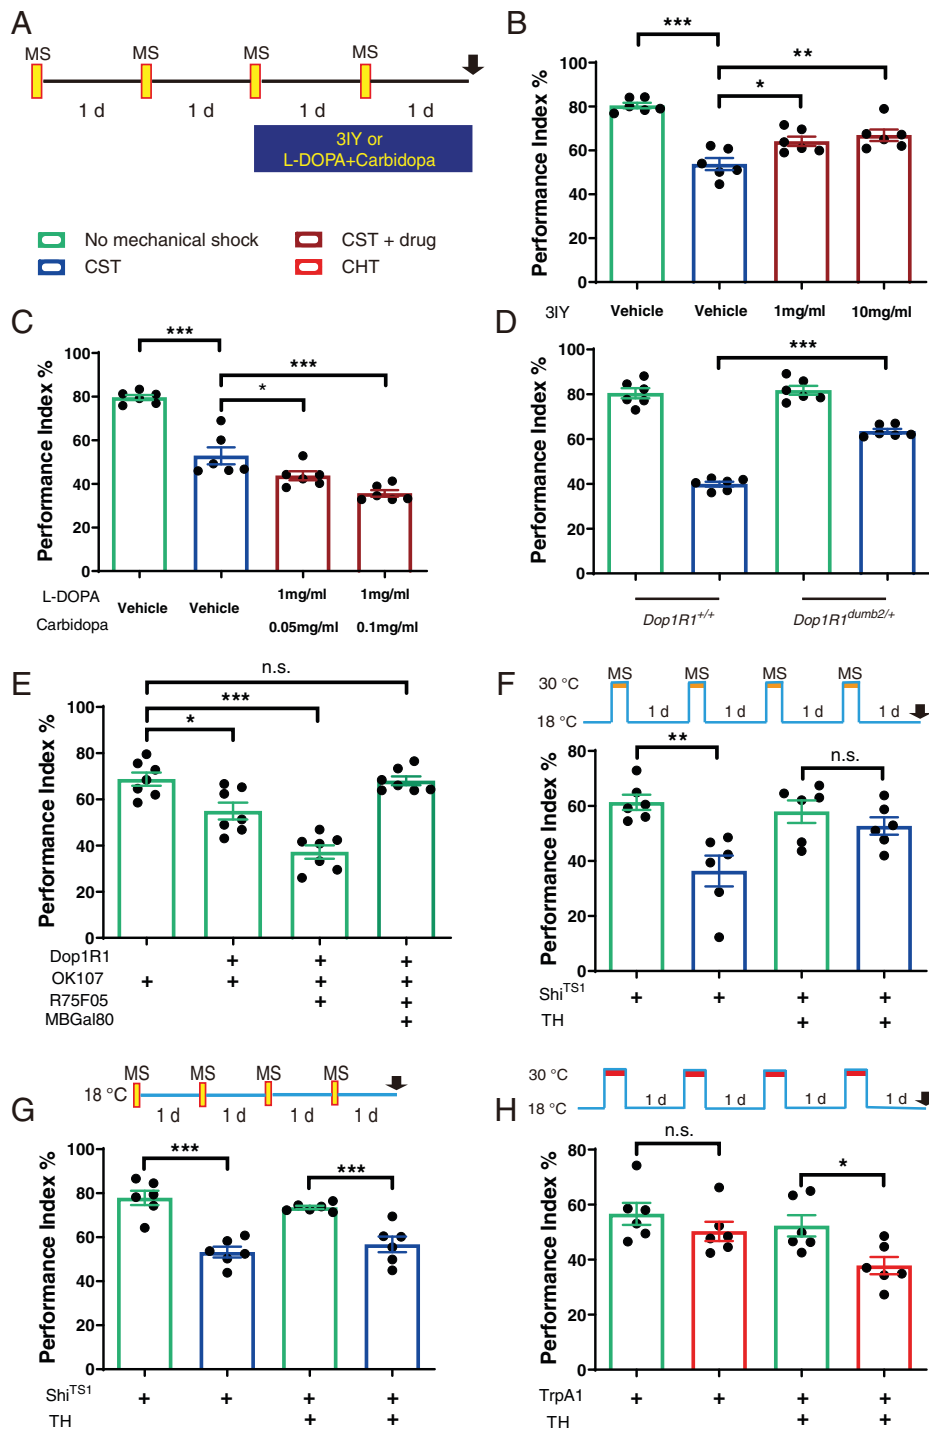 A
MS MS MS MS
1 d 1 d 1 d 1 d
3IY or
L-DOPA+Carbidopa
No mechanical shock
CST + drug
CST
CHT
B
***
**
*
Performance Index %
100
80
60
40
20
0
3IY Vehicle Vehicle 1mg/ml 10mg/ml
C
***
***
*
Performance Index %
100
80
60
40
20
0
L-DOPA Vehicle Vehicle 1mg/ml 1mg/ml
Carbidopa 0.05mg/ml 0.1mg/ml
D
***
Performance Index %
100
80
60
40
20
0
Dop1R1+/+ Dop1R1dumb2/+
E
n.s.
***
*
Performance Index %
100
80
60
40
20
0
Dop1R1 + + +
OK107 + + + +
R75F05 + +
MBGal80 +
F
MS MS MS MS
30 °C
1 d 1 d 1 d 1 d
18 °C
**
n.s.
Performance Index %
80
60
40
20
0
ShiTS1 + + + +
TH + +
G
MS MS MS MS
18 °C
1 d 1 d 1 d 1 d
***
***
Performance Index %
100
80
60
40
20
0
ShiTS1 + + + +
TH + +
H
30 °C
1 d 1 d 1 d 1 d
18 °C
n.s.
*
Performance Index %
80
60
40
20
0
TrpA1 + + + +
TH + +